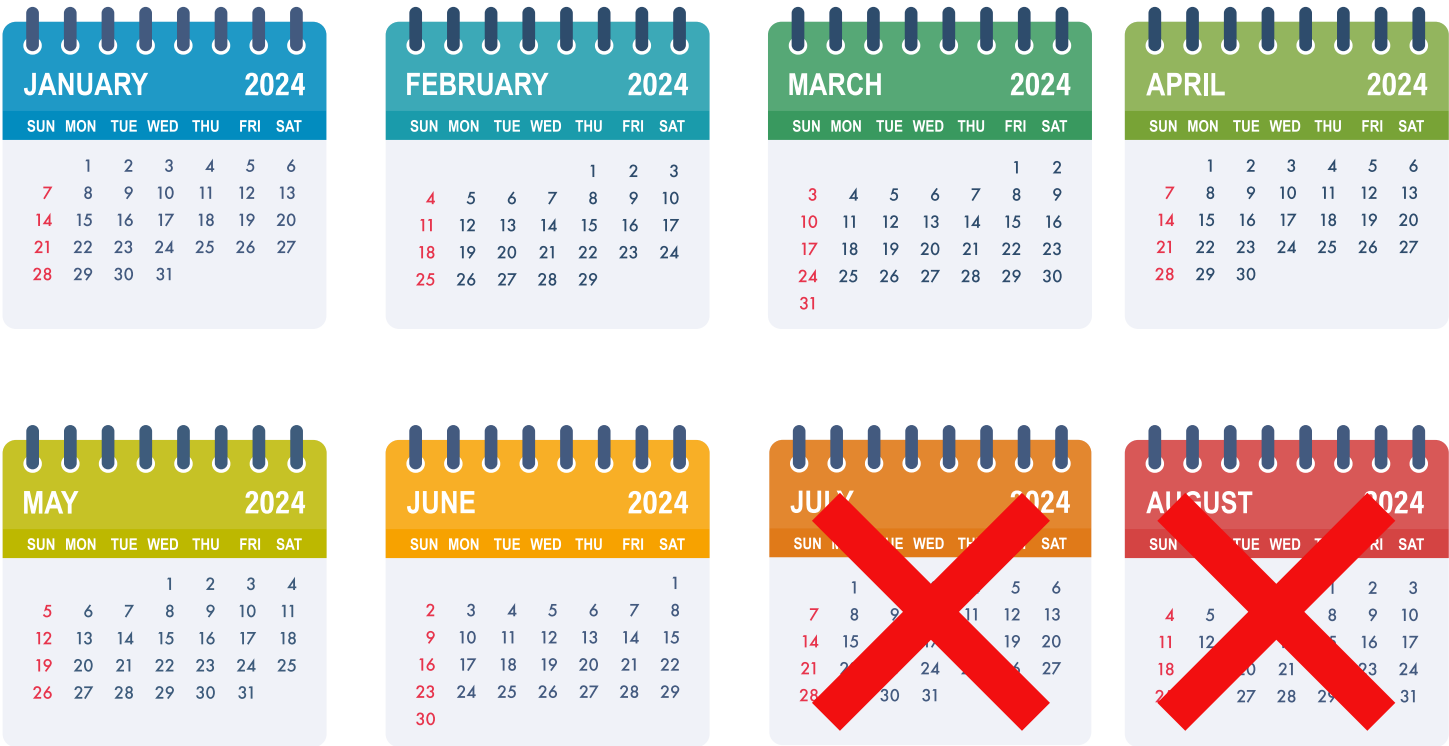 JANUARY 2024
SUN MON TUE WED THU FRI SAT
1 2 3 4 5 6
7 8 9 10 11 12 13
14 15 16 17 18 19 20
21 22 23 24 25 26 27
28 29 30 31
FEBRUARY 2024
SUN MON TUE WED THU FRI SAT
1 2 3
4 5 6 7 8 9 10
11 12 13 14 15 16 17
18 19 20 21 22 23 24
25 26 27 28 29
MARCH 2024
SUN MON TUE WED THU FRI SAT
1 2
3 4 5 6 7 8 9
10 11 12 13 14 15 16
17 18 19 20 21 22 23
24 25 26 27 28 29 30
31
APRIL 2024
SUN MON TUE WED THU FRI SAT
1 2 3 4 5 6
7 8 9 10 11 12 13
14 15 16 17 18 19 20
21 22 23 24 25 26 27
28 29 30
MAY 2024
SUN MON TUE WED THU FRI SAT
1 2 3 4
5 6 7 8 9 10 11
12 13 14 15 16 17 18
19 20 21 22 23 24 25
26 27 28 29 30 31
JUNE 2024
SUN MON TUE WED THU FRI SAT
1
2 3 4 5 6 7 8
9 10 11 12 13 14 15
16 17 18 19 20 21 22
23 24 25 26 27 28 29
30
JULY 2024
SUN WED SAT
1 5 6
7 8 9 11 12 13
14 15 19 20
21 24 27
28 30 31
AUGUST 2024
SUN TUE WED SAT
1 2 3
4 5 8 9 10
11 12 16 17
18 20 21 23 24
27 28 29 31